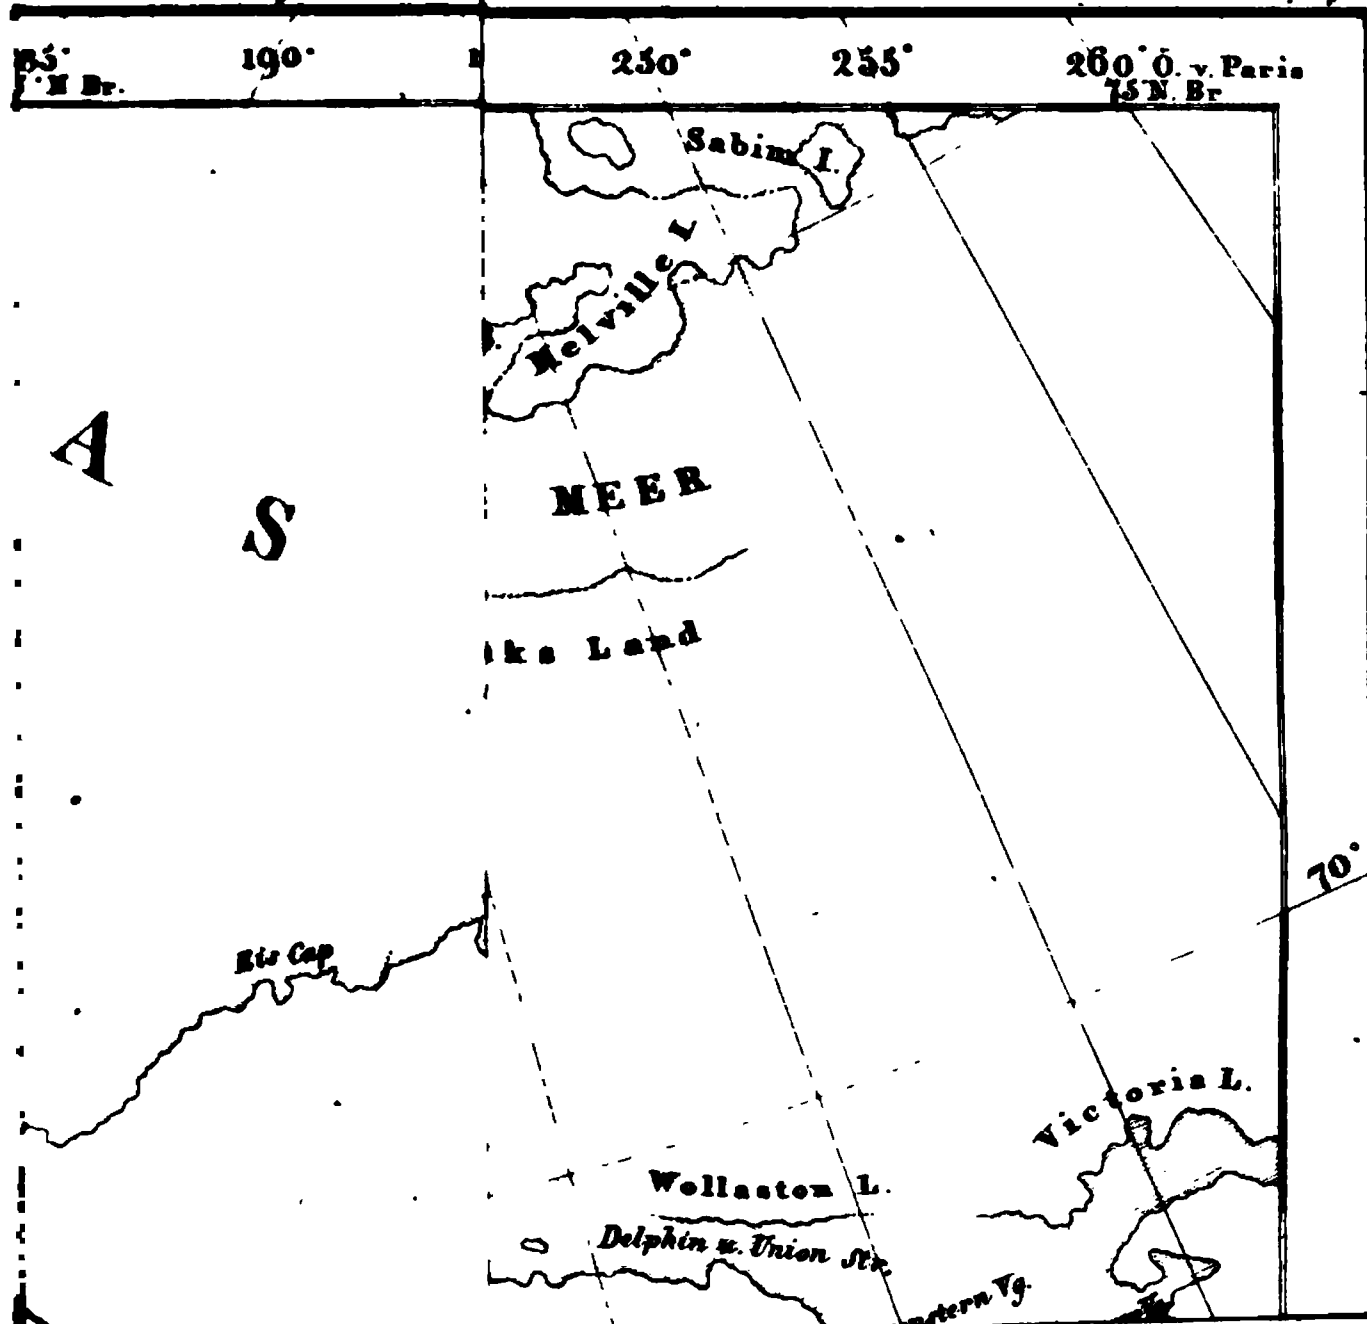 190°
250°
255°
260° Ö. v. Paris
° N Br.
75° N. Br
Sabine I.
Melville I.
A
S
MEER
ks Land
70°
Eis Cap
Victoria L.
Wollaston L.
Delphin u. Union Str.